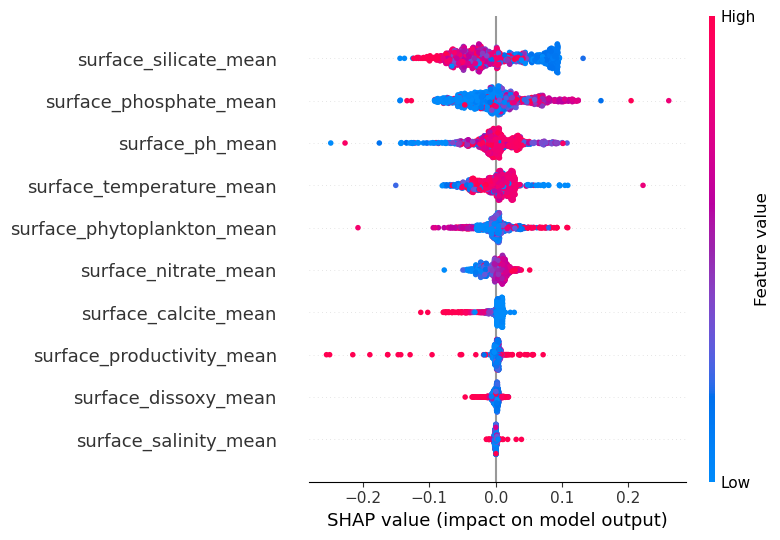 High
surface_silicate_mean
surface_phosphate_mean
surface_ph_mean
surface_temperature_mean
surface_phytoplankton_mean
surface_nitrate_mean
surface_calcite_mean
surface_productivity_mean
surface_dissoxy_mean
surface_salinity_mean
Feature value
Low
−0.2 −0.1 0.0 0.1 0.2
SHAP value (impact on model output)